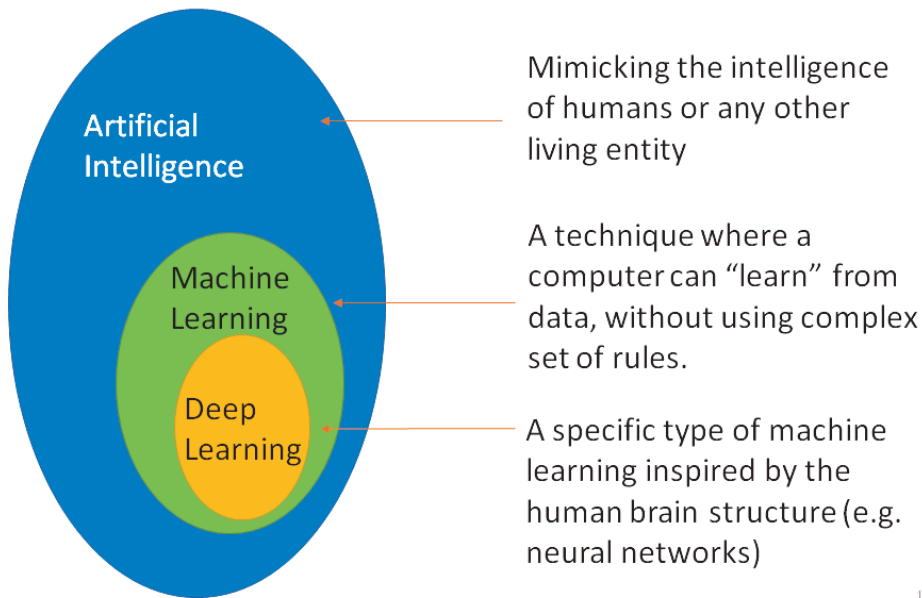 Artificial
Intelligence
Mimicking the intelligence
of humans or any other
living entity
Machine
Learning
A technique where a
computer can “learn” from
data, without using complex
set of rules.
Deep
Learning
A specific type of machine
learning inspired by the
human brain structure (e.g.
neural networks)